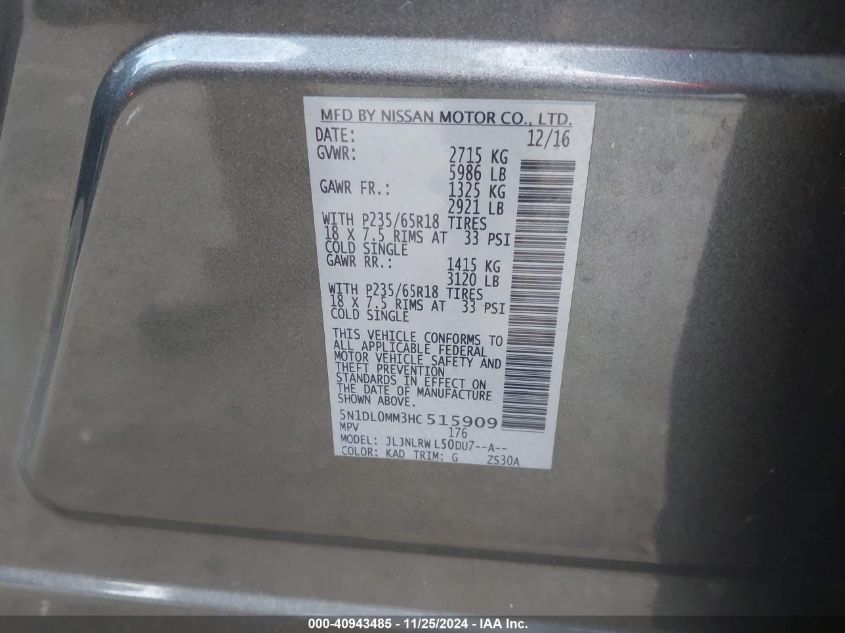 MFD BY NISSAN MOTOR CO., LTD.
DATE: 12/16
GVWR: 2715 KG
5986 LB
GAWR FR.: 1325 KG
2921 LB
WITH P235/65R18 TIRES
18 X 7.5 RIMS AT 33 PSI
COLD SINGLE
GAWR RR.: 1415 KG
3120 LB
WITH P235/65R18 TIRES
18 X 7.5 RIMS AT 33 PSI
COLD SINGLE
THIS VEHICLE CONFORMS TO
ALL APPLICABLE FEDERAL
MOTOR VEHICLE SAFETY AND
THEFT PREVENTION
STANDARDS IN EFFECT ON
THE DATE OF MANUFACTURE
SHOWN ABOVE.
5N1DL0MM3HC515909
MPV 176
MODEL: JLJNLRWL50DU7--A--
COLOR: KAD TRIM: G ZS30A
000-40943485 - 11/25/2024 - IAA Inc.